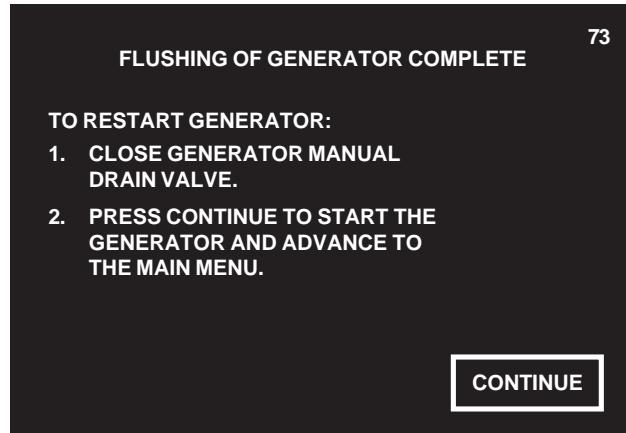 73
FLUSHING OF GENERATOR COMPLETE
TO RESTART GENERATOR:
1. CLOSE GENERATOR MANUAL
DRAIN VALVE.
2. PRESS CONTINUE TO START THE
GENERATOR AND ADVANCE TO
THE MAIN MENU.
CONTINUE